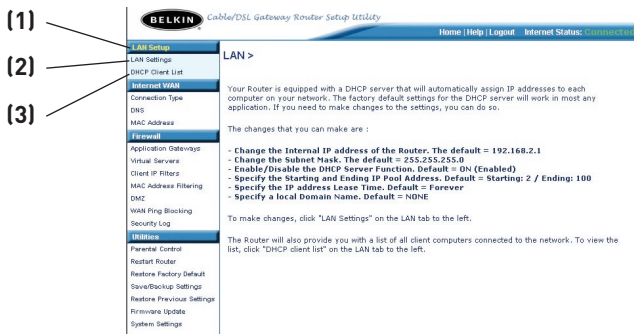 BELKIN Cable/DSL Gateway Router Setup Utility
Home | Help | Logout Internet Status: Connected
(1)
(2)
(3)
LAN Setup
LAN Settings
DHCP Client List
Internet WAN
Connection Type
DNS
MAC Address
Firewall
Application Gateways
Virtual Servers
Client IP Filters
MAC Address Filtering
DMZ
WAN Ping Blocking
Security Log
Utilities
Parental Control
Restart Router
Restore Factory Default
Save/Backup Settings
Restore Previous Settings
Firmware Update
System Settings
LAN >
Your Router is equipped with a DHCP server that will automatically assign IP addresses to each
computer on your network. The factory default settings for the DHCP server will work in most any
application. If you need to make changes to the settings, you can do so.
The changes that you can make are :
- Change the Internal IP address of the Router. The default = 192.168.2.1
- Change the Subnet Mask. The default = 255.255.255.0
- Enable/Disable the DHCP Server Function. Default = ON (Enabled)
- Specify the Starting and Ending IP Pool Address. Default = Starting: 2 / Ending: 100
- Specify the IP address Lease Time. Default = Forever
- Specify a local Domain Name. Default = NONE
To make changes, click "LAN Settings" on the LAN tab to the left.
The Router will also provide you with a list of all client computers connected to the network. To view the
list, click "DHCP client list" on the LAN tab to the left.